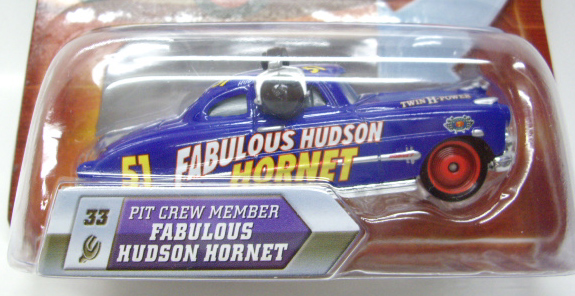 TWIN H-POWER
FABULOUS HUDSON
HORNET
51
33
PIT CREW MEMBER
FABULOUS
HUDSON HORNET